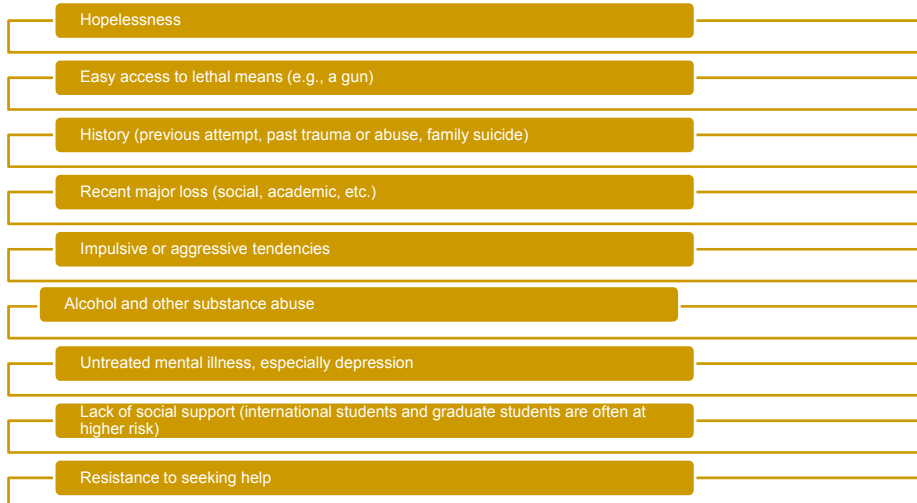 Hopelessness
Easy access to lethal means (e.g., a gun)
History (previous attempt, past trauma or abuse, family suicide)
Recent major loss (social, academic, etc.)
Impulsive or aggressive tendencies
Alcohol and other substance abuse
Untreated mental illness, especially depression
Lack of social support (international students and graduate students are often at
higher risk)
Resistance to seeking help